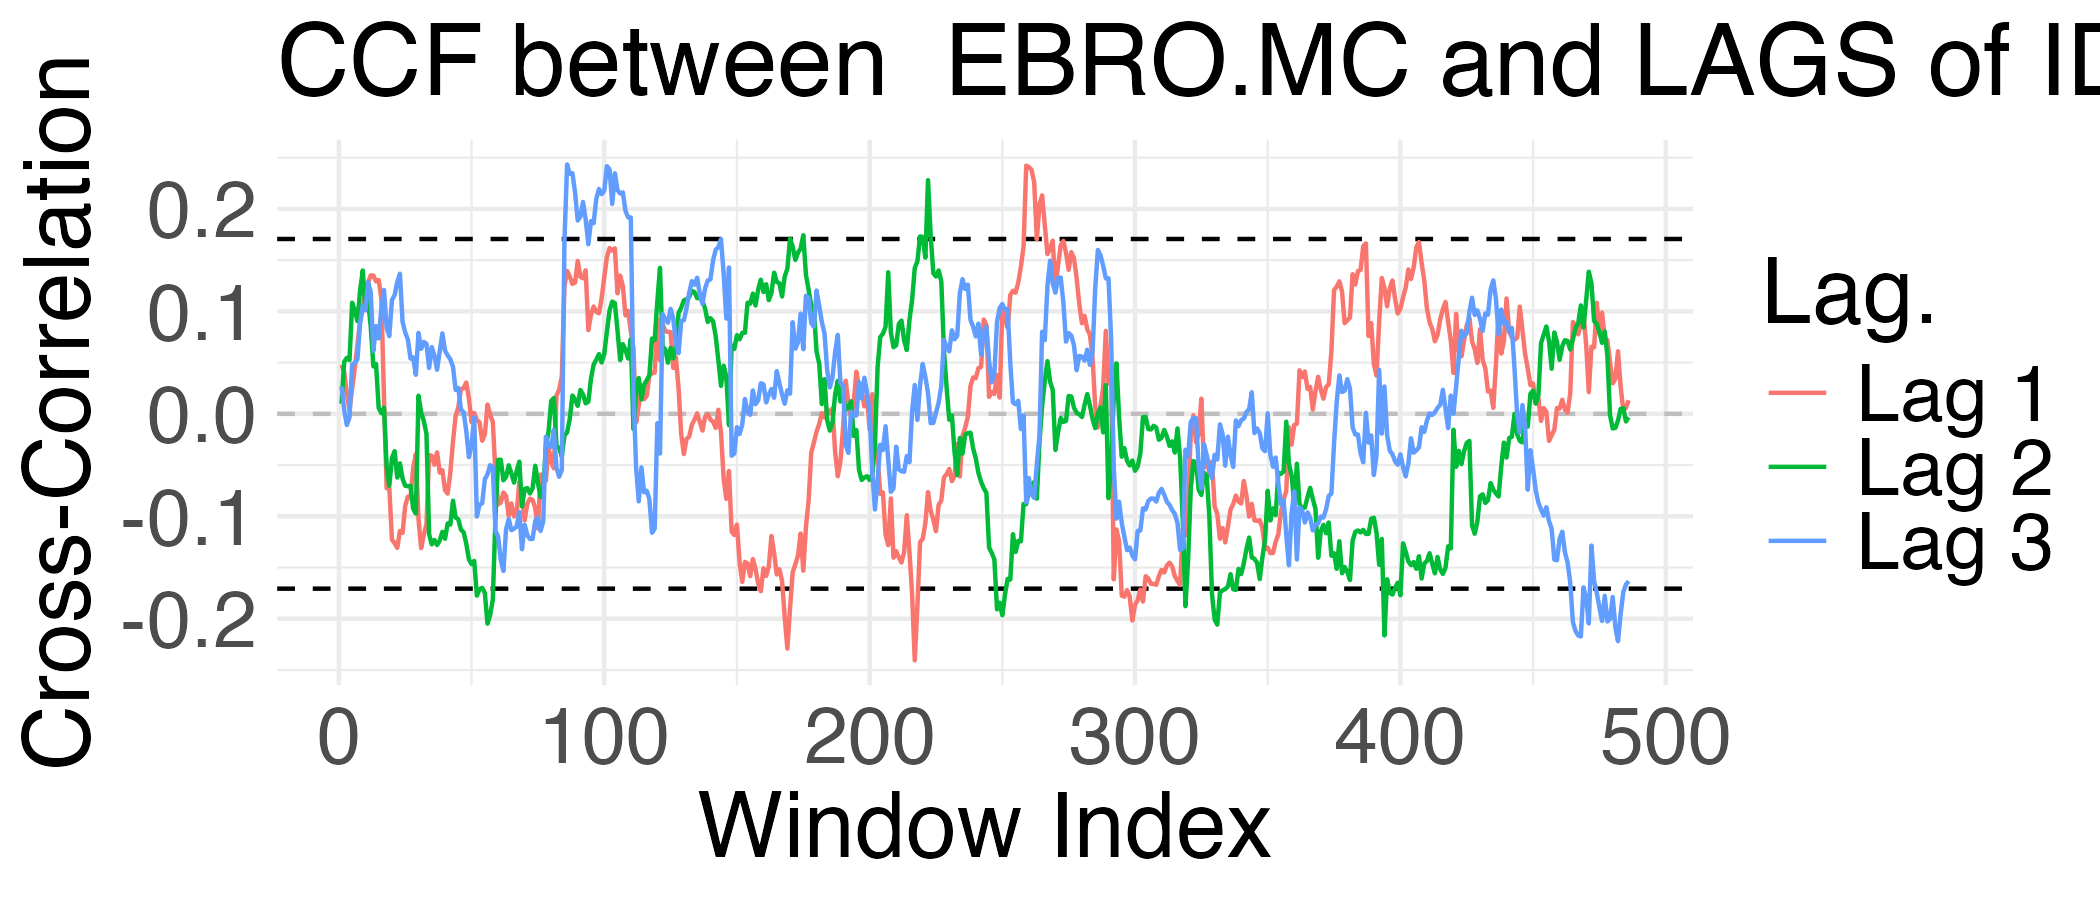 CCF between EBRO.MC and LAGS of
Cross-Correlation
0.2
0.1
0.0
-0.1
-0.2
0 100 200 300 400 500
Window Index
Lag.
Lag 1
Lag 2
Lag 3